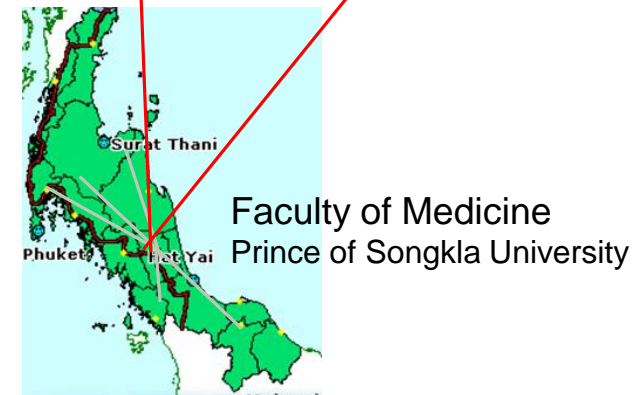 Surat Thani
Faculty of Medicine
Phuket
Hat Yai
Prince of Songkla University